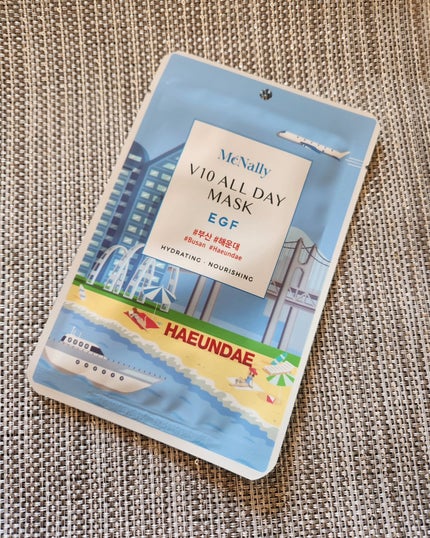 McNally
V10 ALL DAY
MASK
EGF
#부산 #해운대
#Busan #Haeundae
HYDRATING · NOURISHING
HAEUNDAE